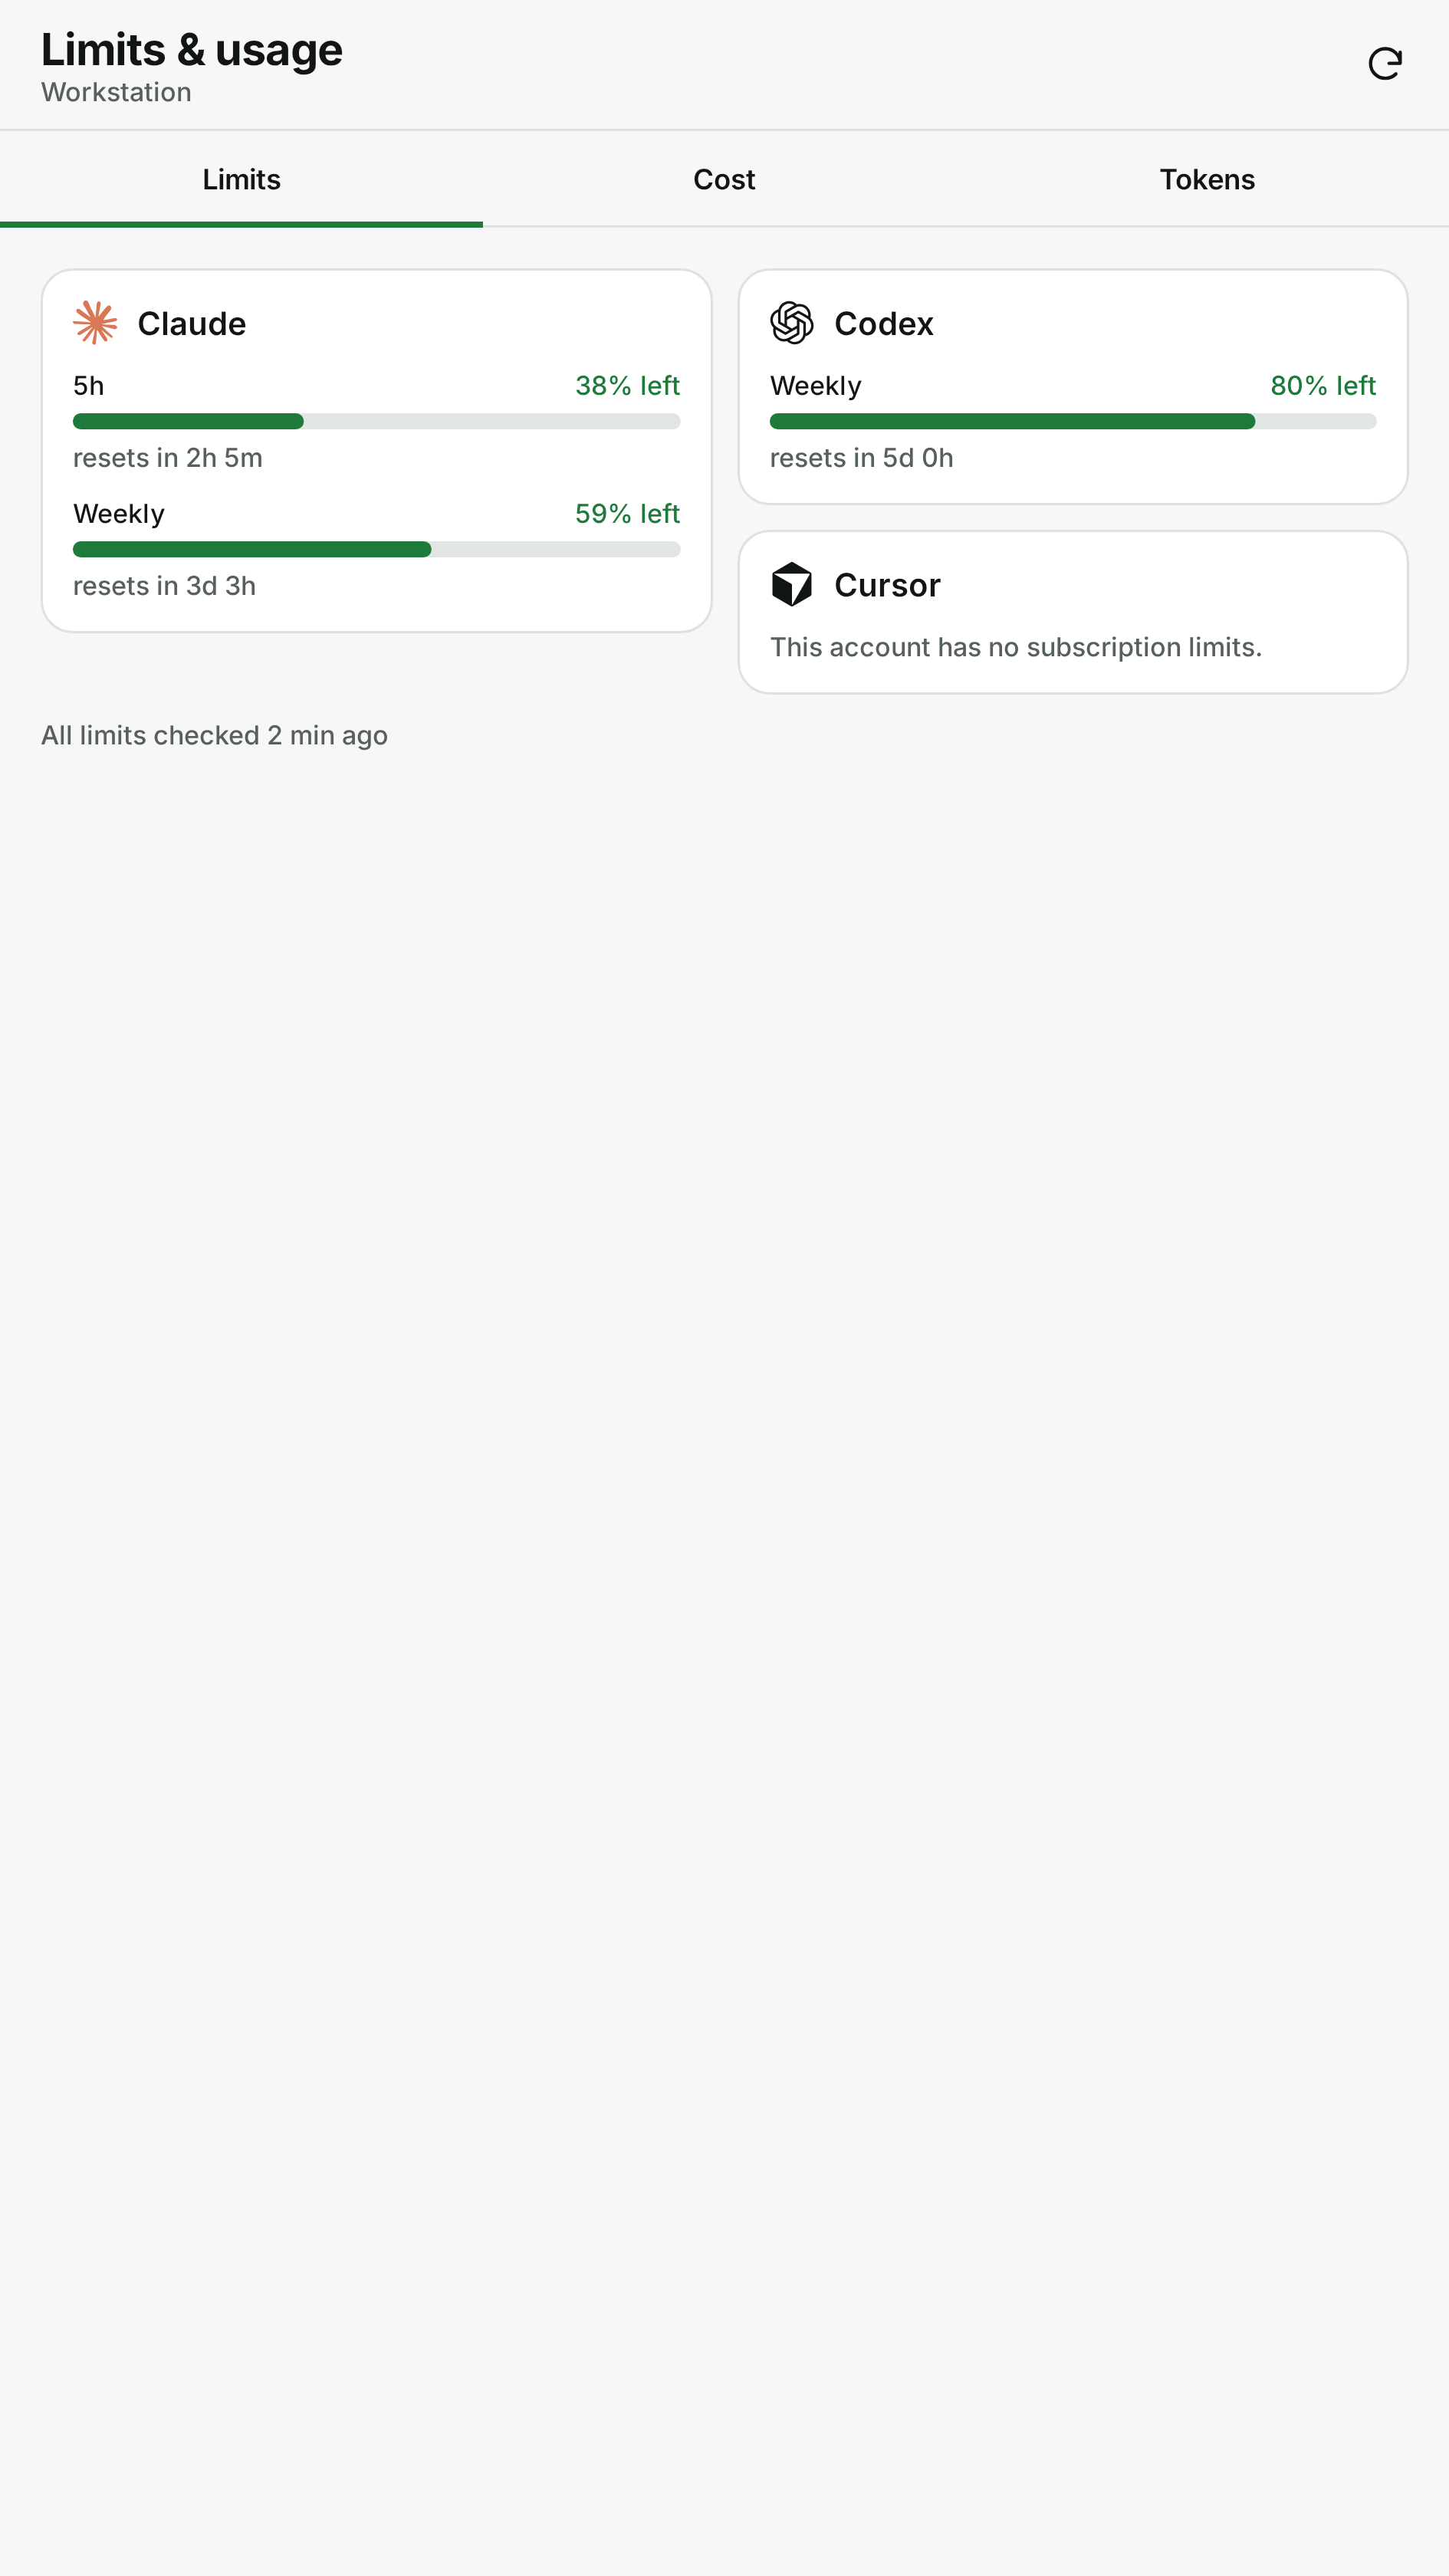 Limits & usage
Workstation
Limits
Cost
Tokens
Claude
5h
38% left
resets in 2h 5m
Weekly
59% left
resets in 3d 3h
Codex
Weekly
80% left
resets in 5d 0h
Cursor
This account has no subscription limits.
All limits checked 2 min ago